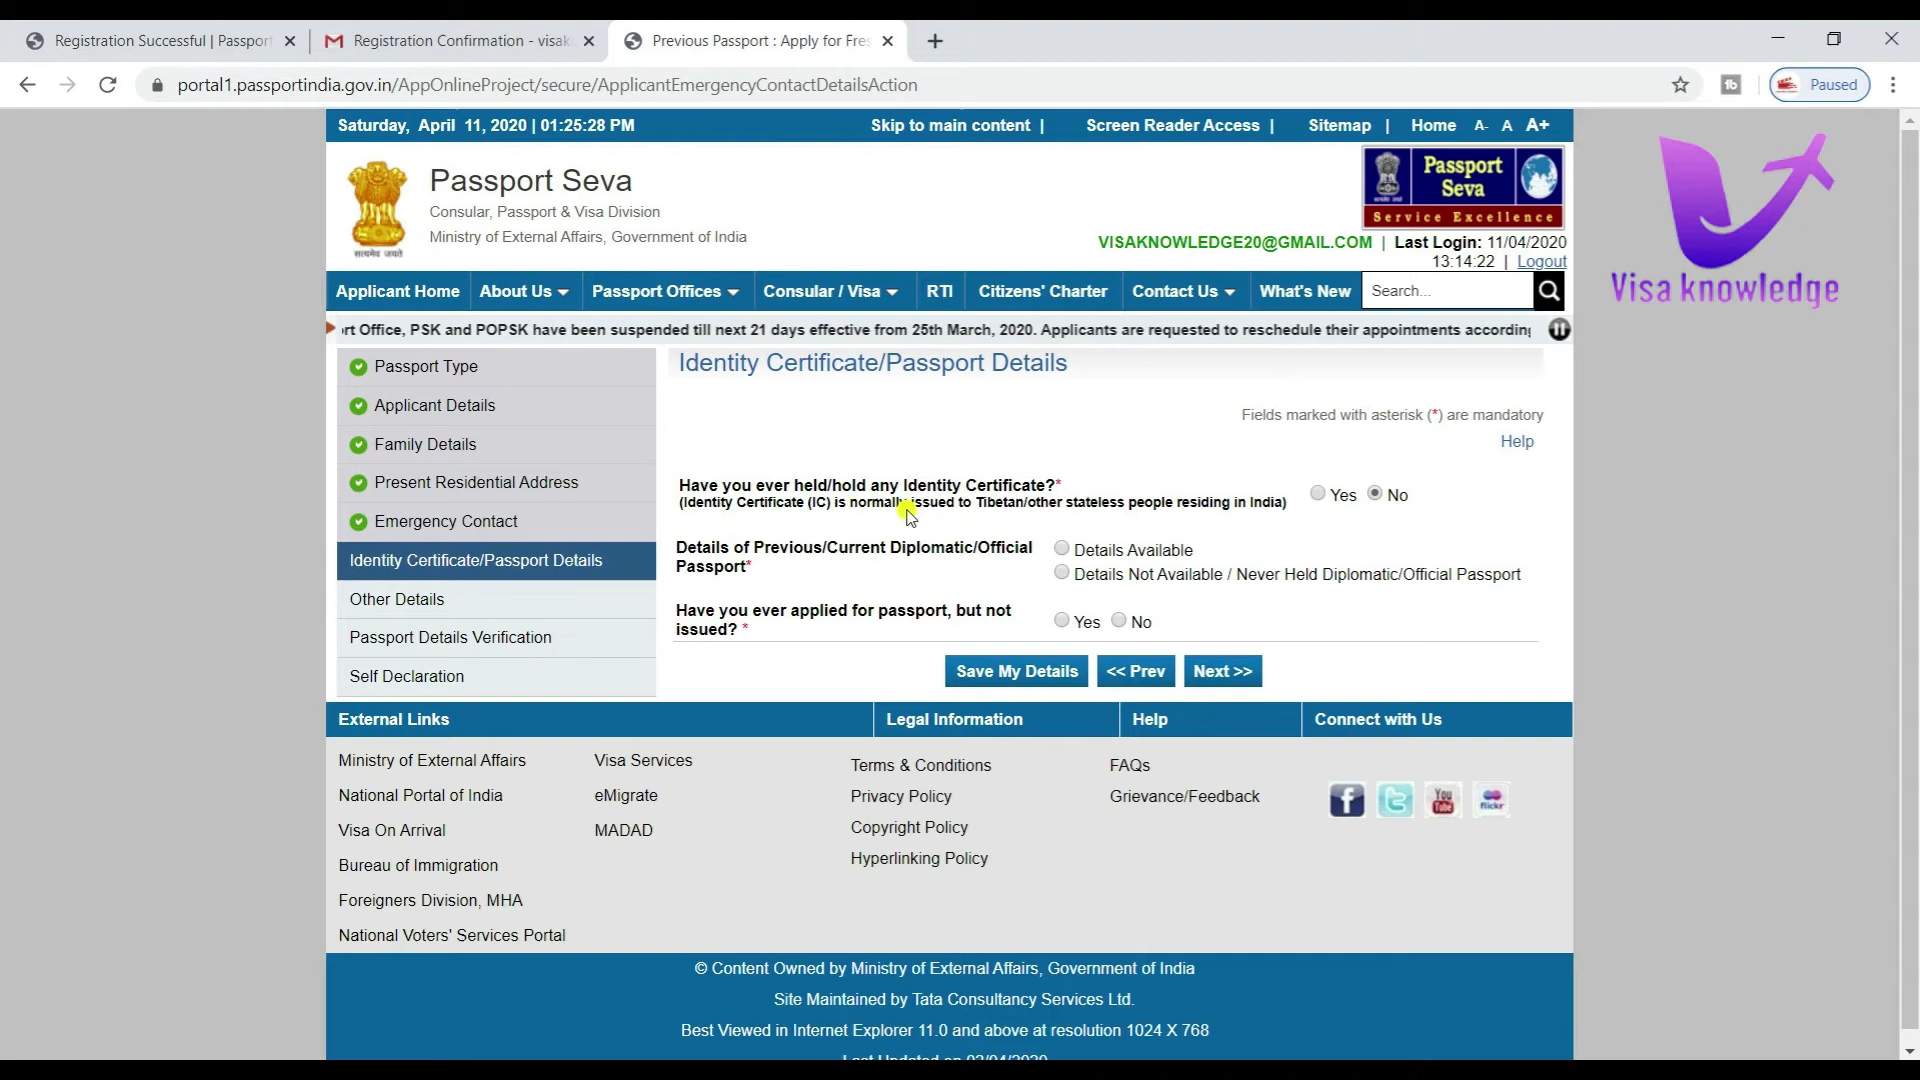 Registration Successful | Passpor
Registration Confirmation - visak
Previous Passport : Apply for Fres
portal1.passportindia.gov.in/AppOnlineProject/secure/ApplicantEmergencyContactDetailsAction
Paused
Saturday, April 11, 2020 | 01:25:28 PM
Skip to main content | Screen Reader Access | Sitemap | Home A- A A+
Passport Seva
Consular, Passport & Visa Division
Ministry of External Affairs, Government of India
सत्यमेव जयते
Passport
Seva
Service Excellence
VISAKNOWLEDGE20@GMAIL.COM | Last Login: 11/04/2020
13:14:22 | Logout
Visa knowledge
Applicant Home About Us Passport Offices Consular / Visa RTI Citizens' Charter Contact Us What's New Search...
rt Office, PSK and POPSK have been suspended till next 21 days effective from 25th March, 2020. Applicants are requested to reschedule their appointments according
Passport Type
Applicant Details
Family Details
Present Residential Address
Emergency Contact
Identity Certificate/Passport Details
Other Details
Passport Details Verification
Self Declaration
Identity Certificate/Passport Details
Fields marked with asterisk (*) are mandatory
Help
Have you ever held/hold any Identity Certificate?*
(Identity Certificate (IC) is normally issued to Tibetan/other stateless people residing in India)
Yes No
Details of Previous/Current Diplomatic/Official
Passport*
Details Available
Details Not Available / Never Held Diplomatic/Official Passport
Have you ever applied for passport, but not
issued? *
Yes No
Save My Details << Prev Next >>
External Links
Legal Information
Help
Connect with Us
Ministry of External Affairs
National Portal of India
Visa On Arrival
Bureau of Immigration
Foreigners Division, MHA
National Voters' Services Portal
Visa Services
eMigrate
MADAD
Terms & Conditions
Privacy Policy
Copyright Policy
Hyperlinking Policy
FAQs
Grievance/Feedback
You
Tube
flickr
© Content Owned by Ministry of External Affairs, Government of India
Site Maintained by Tata Consultancy Services Ltd.
Best Viewed in Internet Explorer 11.0 and above at resolution 1024 X 768
Last Updated on 02/04/2020